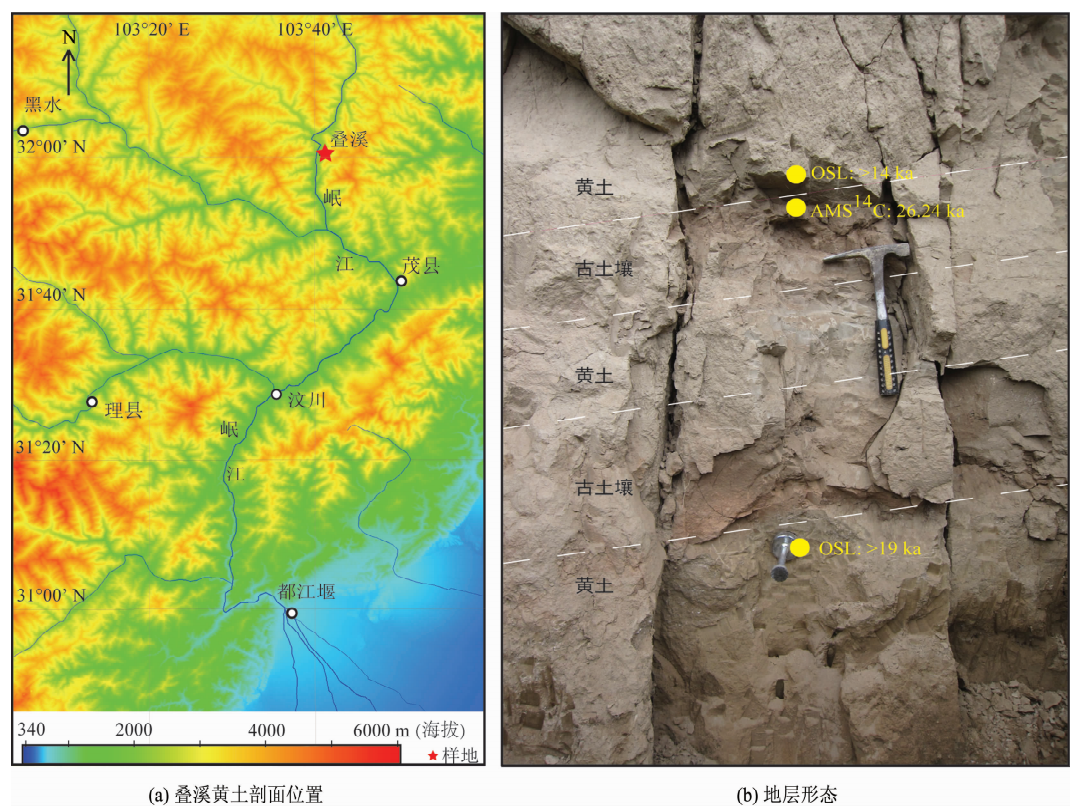 103°20' E
103°40' E
N
黑水
32°00' N
叠溪
岷
江
茂县
31°40' N
汶川
理县
31°20' N
岷
江
31°00' N
都江堰
340
2000
4000
6000 m (海拔)
样地
(a) 叠溪黄土剖面位置
OSL: >14 ka
黄土
AMS¹⁴C: 26.24 ka
古土壤
黄土
古土壤
OSL: >19 ka
黄土
(b) 地层形态